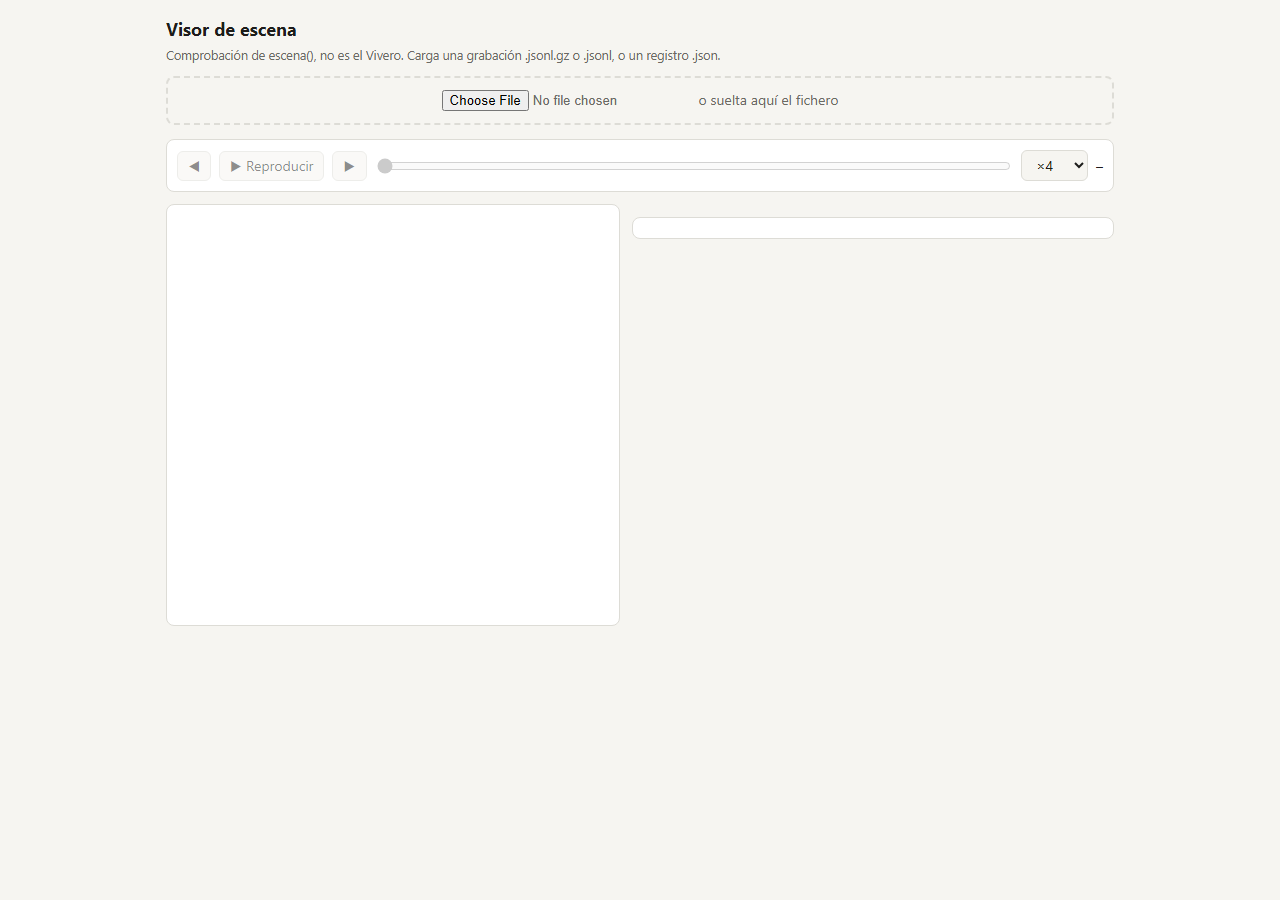 Visor de escena
Comprobación de escena(), no es el Vivero. Carga una grabación .jsonl.gz o .jsonl, o un registro .json.
Choose File No file chosen o suelta aquí el fichero
◀ ▶ Reproducir ▶ ×4 –